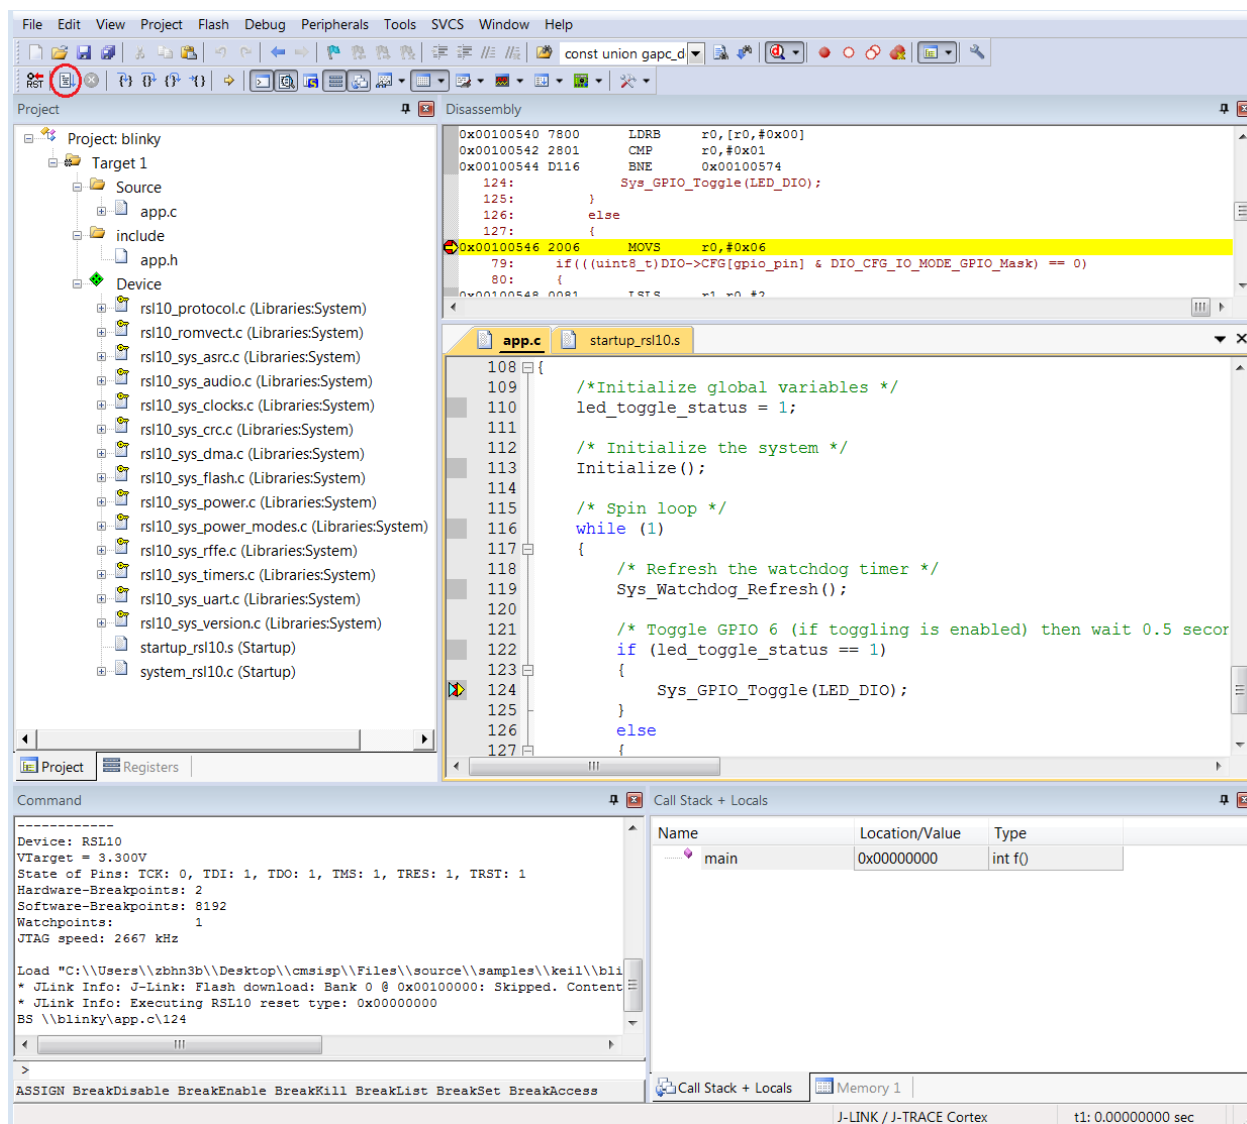 File Edit View Project Flash Debug Peripherals Tools SVCS Window Help
const union gapc_d
RST
Project
Project: blinky
Target 1
Source
app.c
include
app.h
Device
rsl10_protocol.c (Libraries:System)
rsl10_romvect.c (Libraries:System)
rsl10_sys_asrc.c (Libraries:System)
rsl10_sys_audio.c (Libraries:System)
rsl10_sys_clocks.c (Libraries:System)
rsl10_sys_crc.c (Libraries:System)
rsl10_sys_dma.c (Libraries:System)
rsl10_sys_flash.c (Libraries:System)
rsl10_sys_power.c (Libraries:System)
rsl10_sys_power_modes.c (Libraries:System)
rsl10_sys_rffe.c (Libraries:System)
rsl10_sys_timers.c (Libraries:System)
rsl10_sys_uart.c (Libraries:System)
rsl10_sys_version.c (Libraries:System)
startup_rsl10.s (Startup)
system_rsl10.c (Startup)
Project Registers
Disassembly
0x00100540 7800 LDRB r0,[r0,#0x00]
0x00100542 2801 CMP r0,#0x01
0x00100544 D116 BNE 0x00100574
124: Sys_GPIO_Toggle(LED_DIO);
125: }
126: else
127: {
0x00100546 2006 MOVS r0,#0x06
79: if(((uint8_t)DIO->CFG[gpio_pin] & DIO_CFG_IO_MODE_GPIO_Mask) == 0)
80: {
0x00100548 0081 LSLS r1,r0,#2
app.c startup_rsl10.s
108 {
109 /*Initialize global variables */
110 led_toggle_status = 1;
111
112 /* Initialize the system */
113 Initialize();
114
115 /* Spin loop */
116 while (1)
117 {
118 /* Refresh the watchdog timer */
119 Sys_Watchdog_Refresh();
120
121 /* Toggle GPIO 6 (if toggling is enabled) then wait 0.5 secor
122 if (led_toggle_status == 1)
123 {
124 Sys_GPIO_Toggle(LED_DIO);
125 }
126 else
127 {
Command
------------
Device: RSL10
VTarget = 3.300V
State of Pins: TCK: 0, TDI: 1, TDO: 1, TMS: 1, TRES: 1, TRST: 1
Hardware-Breakpoints: 2
Software-Breakpoints: 8192
Watchpoints: 1
JTAG speed: 2667 kHz
Load "C:\\Users\\zbhn3b\\Desktop\\cmsisp\\Files\\source\\samples\\keil\\bli
* JLink Info: J-Link: Flash download: Bank 0 @ 0x00100000: Skipped. Content
* JLink Info: Executing RSL10 reset type: 0x00000000
BS \\blinky\app.c\124
>
ASSIGN BreakDisable BreakEnable BreakKill BreakList BreakSet BreakAccess
Call Stack + Locals
Name Location/Value Type
main 0x00000000 int f()
Call Stack + Locals Memory 1
J-LINK / J-TRACE Cortex t1: 0.00000000 sec